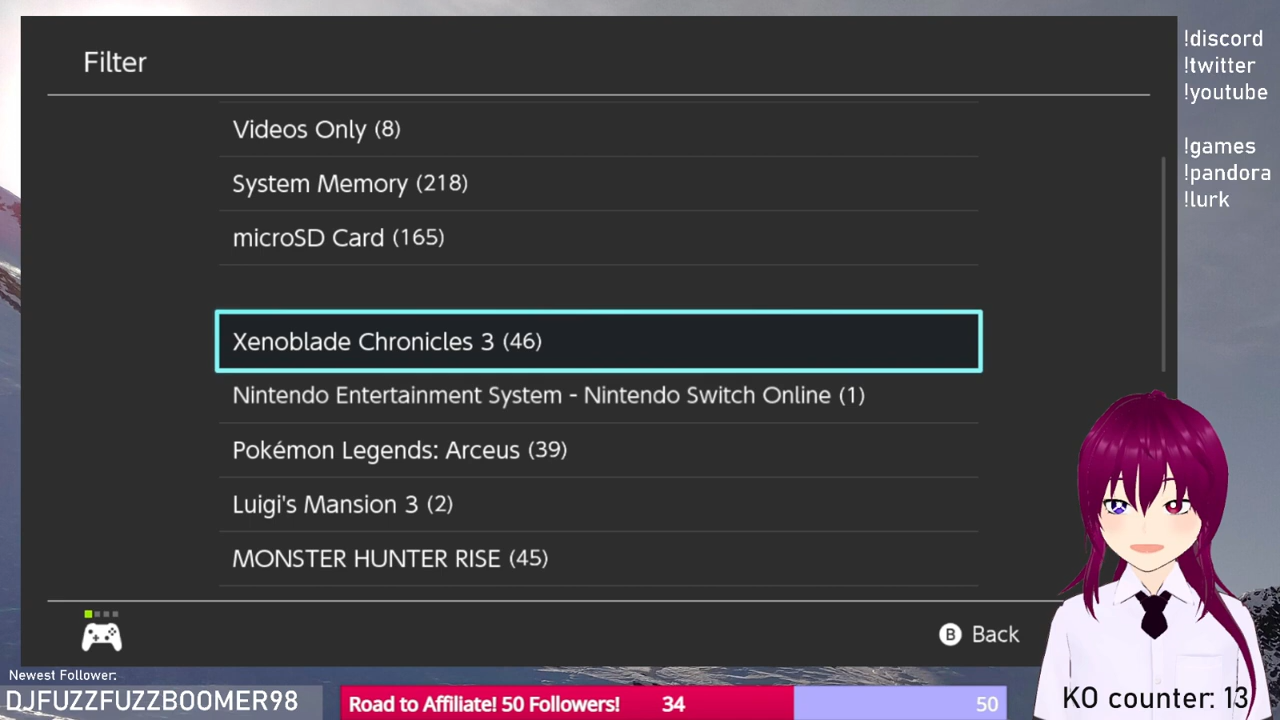 Filter
Videos Only (8)
System Memory (218)
microSD Card (165)
Xenoblade Chronicles 3 (46)
Nintendo Entertainment System - Nintendo Switch Online (1)
Pokémon Legends: Arceus (39)
Luigi's Mansion 3 (2)
MONSTER HUNTER RISE (45)
B Back
!discord
!twitter
!youtube
!games
!pandora
!lurk
Newest Follower:
DJFUZZFUZZBOOMER98
Road to Affiliate! 50 Followers! 34 50
KO counter: 13